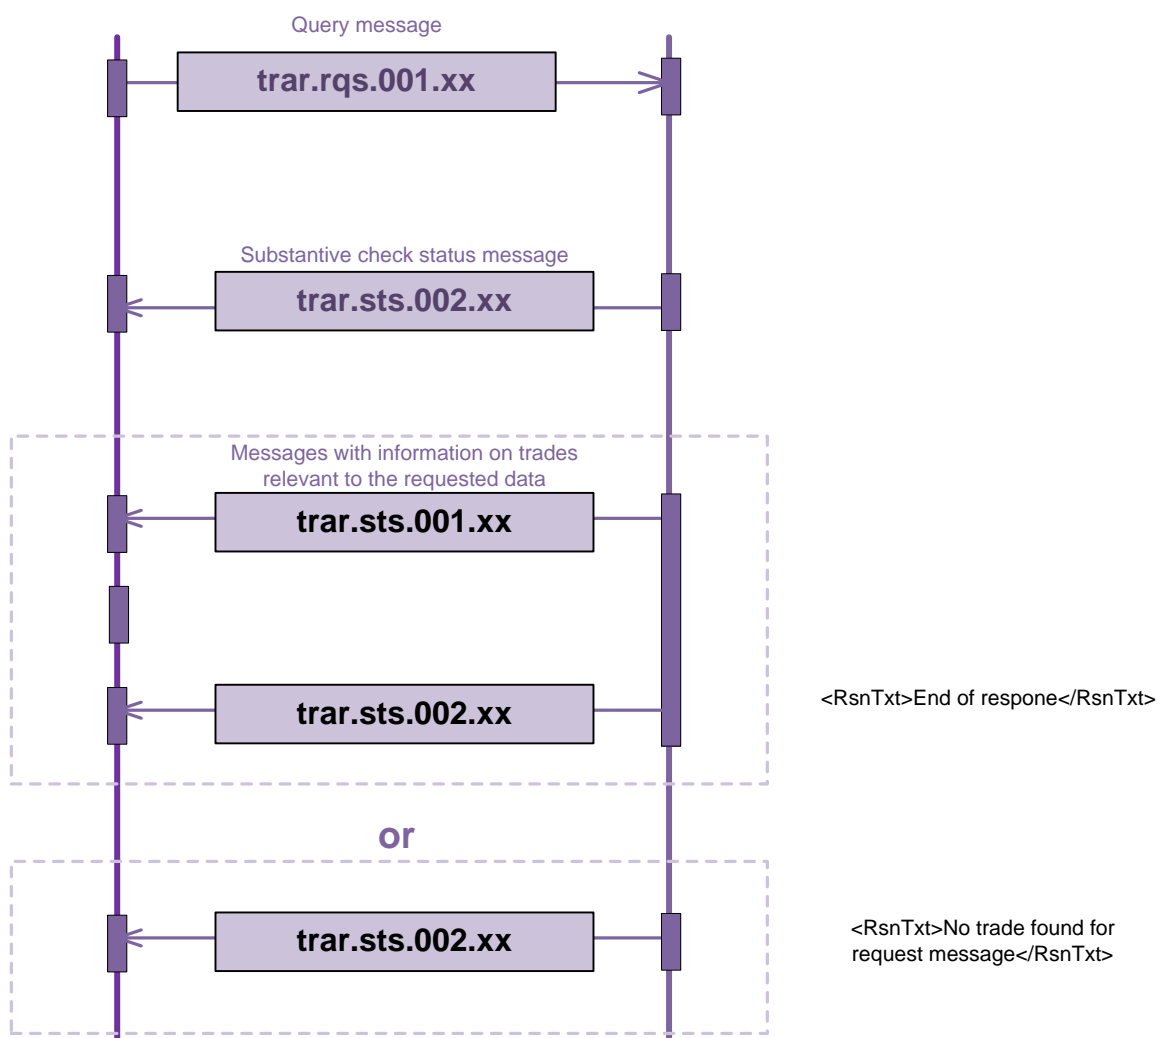 Query message
trar.rqs.001.xx
Substantive check status message
trar.sts.002.xx
Messages with information on trades
relevant to the requested data
trar.sts.001.xx
trar.sts.002.xx
<RsnTxt>End of respone</RsnTxt>
or
trar.sts.002.xx
<RsnTxt>No trade found for
request message</RsnTxt>